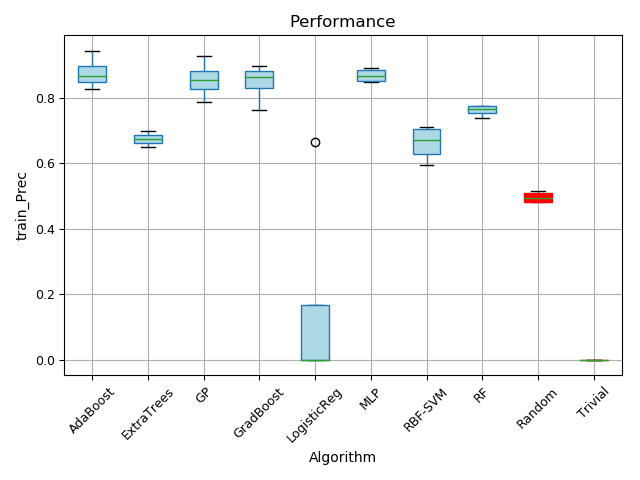 Performance
train_Prec
0.8
0.6
0.4
0.2
0.0
AdaBoost
ExtraTrees
GP
GradBoost
LogisticReg
MLP
RBF-SVM
RF
Random
Trivial
Algorithm